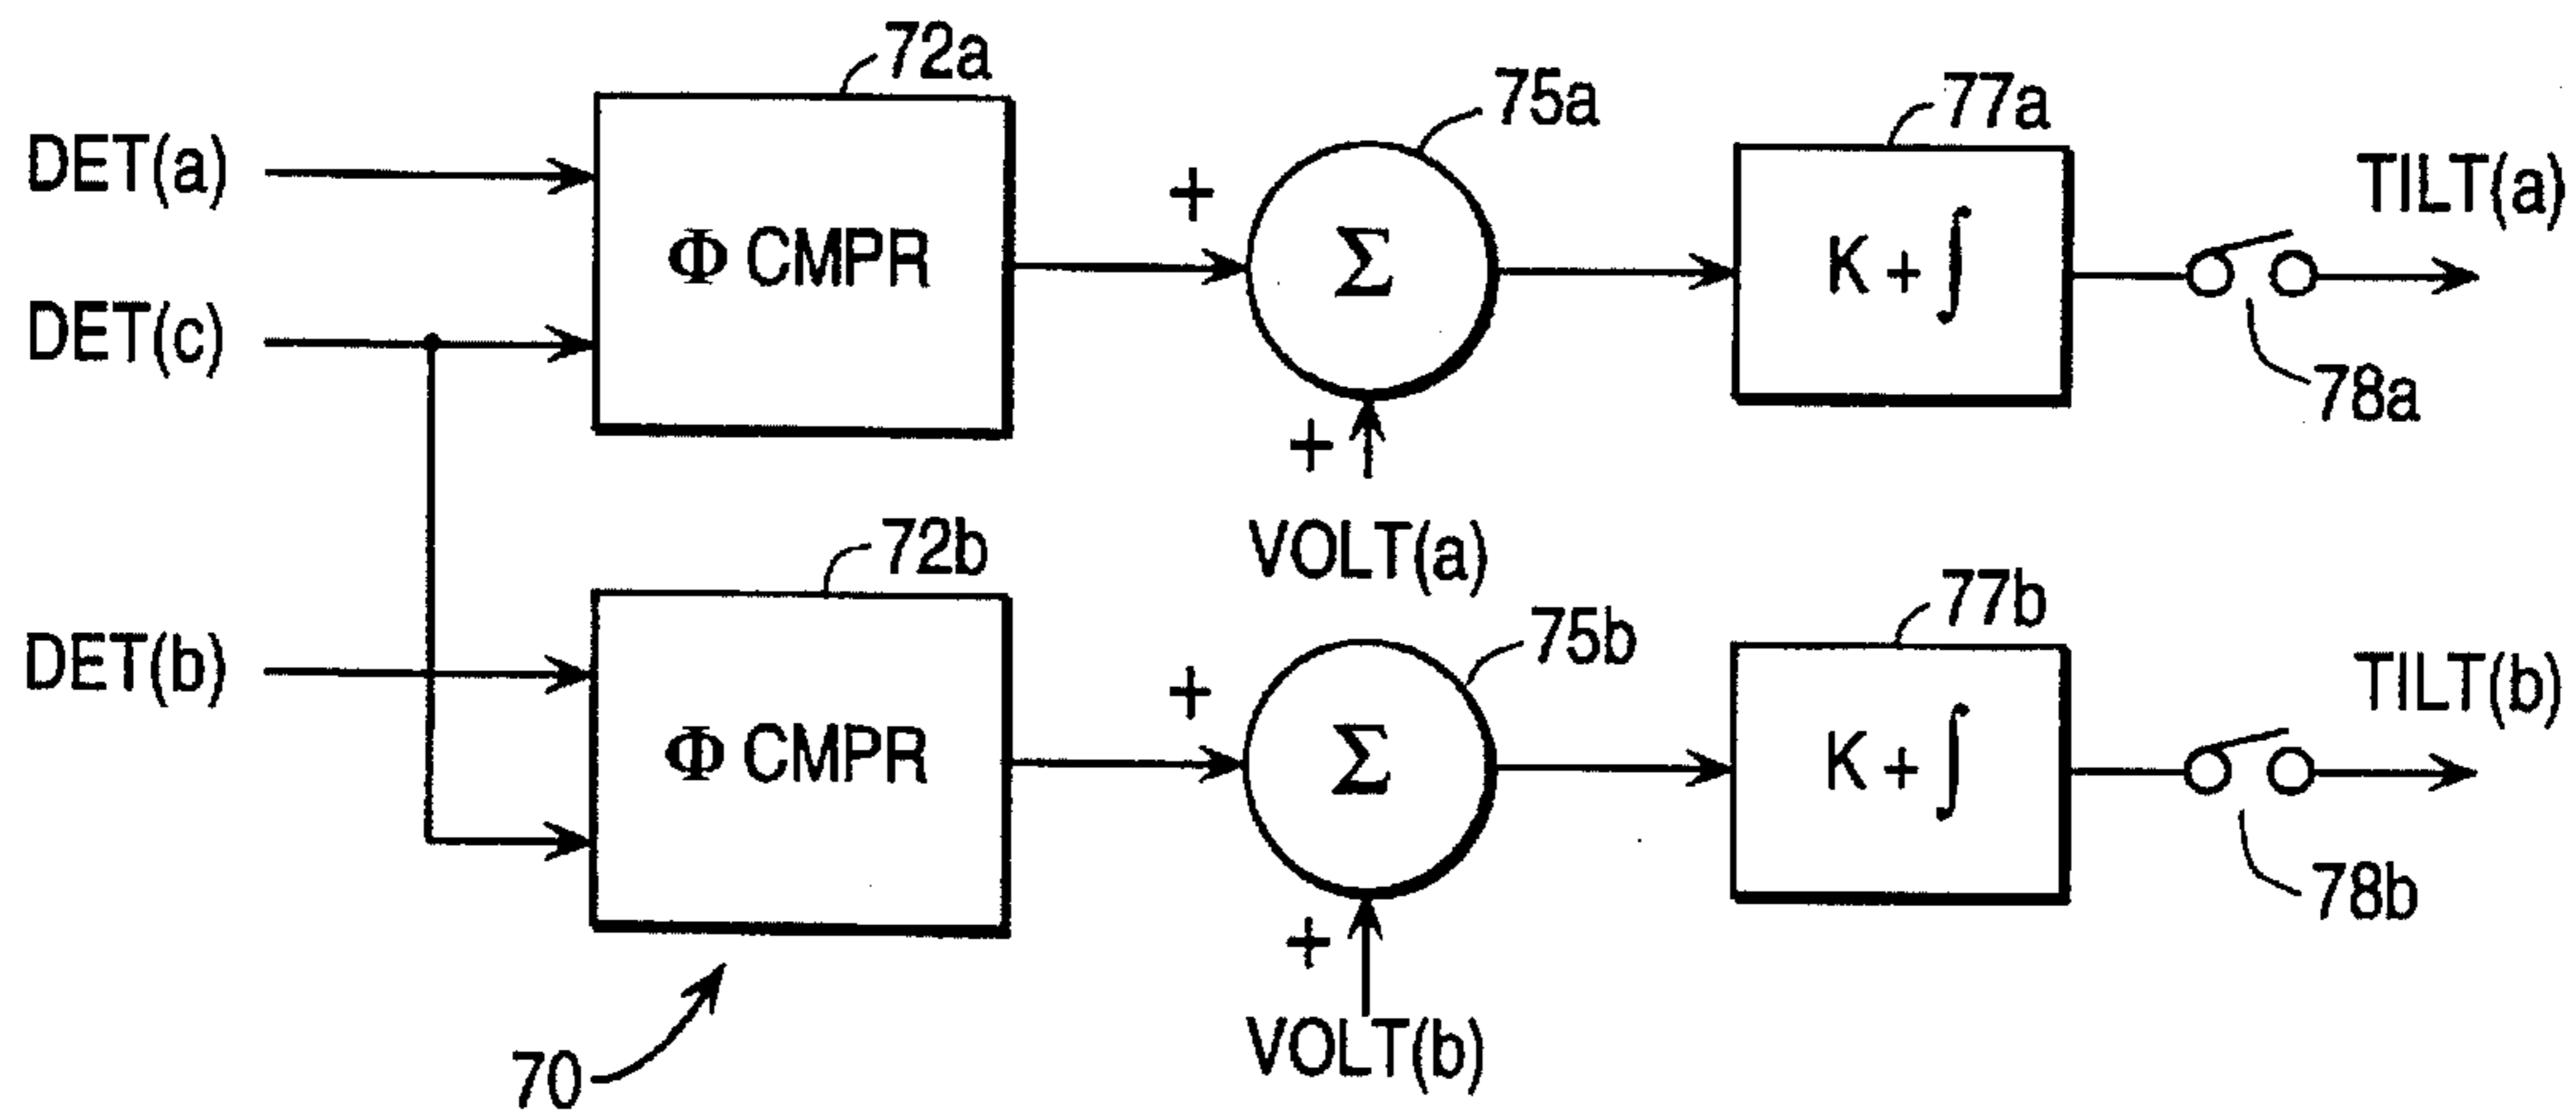 72a
75a
77a
DET(a)
TILT(a)
Φ CMPR
Σ
K + ∫
+
DET(c)
78a
+
VOLT(a)
72b
77b
75b
DET(b)
TILT(b)
Φ CMPR
Σ
K + ∫
+
78b
+
VOLT(b)
70